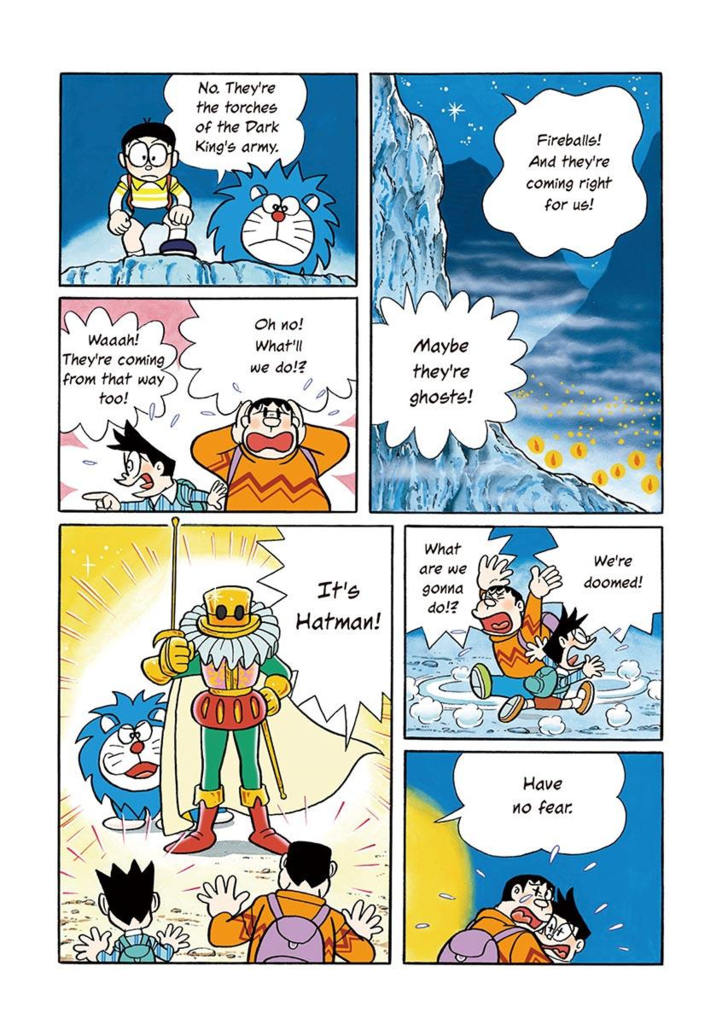 Fireballs!
And they're
coming right
for us!
Maybe
they're
ghosts!
No. They're
the torches
of the Dark
King's army.
Oh no!
What'll
we do!?
Waaah!
They're coming
from that way
too!
We're
doomed!
What
are we
gonna
do!?
Have
no fear.
It's
Hatman!